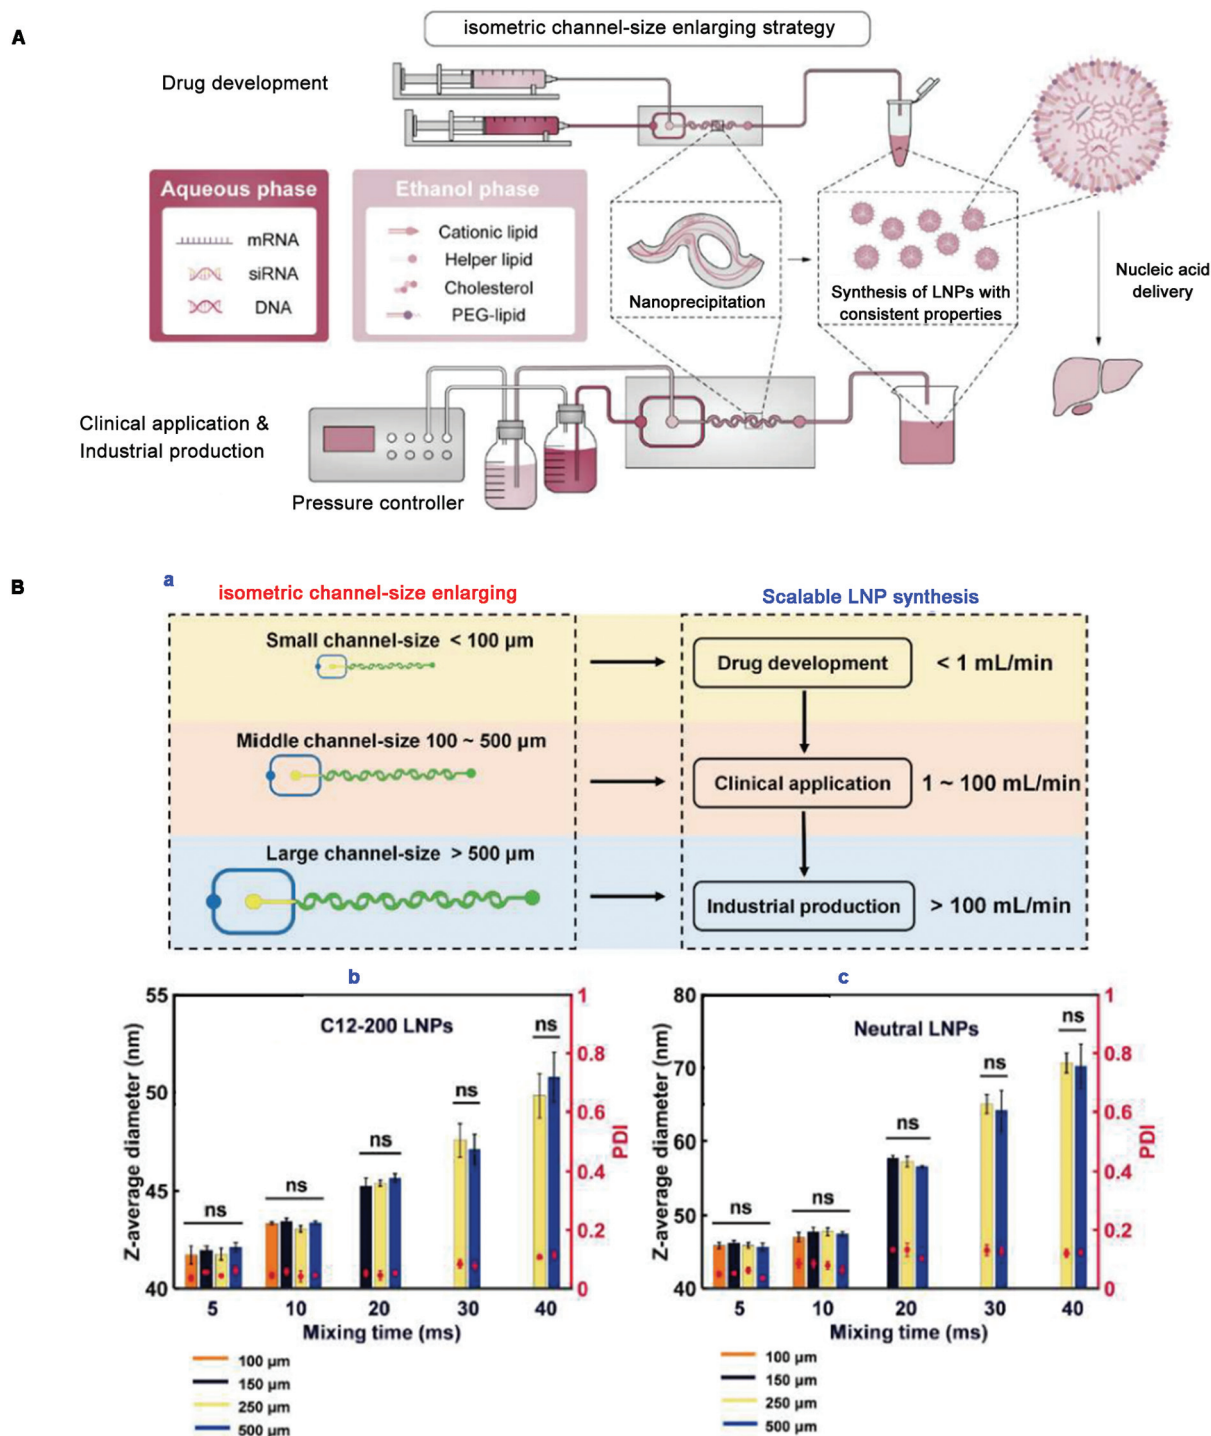 A
isometric channel-size enlarging strategy
Drug development
Aqueous phase
mRNA
siRNA
DNA
Ethanol phase
Cationic lipid
Helper lipid
Cholesterol
PEG-lipid
Nanoprecipitation
Synthesis of LNPs with
consistent properties
Nucleic acid
delivery
Clinical application &
Industrial production
Pressure controller
B
a
isometric channel-size enlarging
Scalable LNP synthesis
Small channel-size < 100 µm
Drug development
< 1 mL/min
Middle channel-size 100 ~ 500 µm
Clinical application
1 ~ 100 mL/min
Large channel-size > 500 µm
Industrial production
> 100 mL/min
b
55
50
45
40
Z-average diameter (nm)
C12-200 LNPs
ns
ns
ns
ns
ns
1
0.8
0.6
0.4
0.2
0
PDI
5
10
20
30
40
Mixing time (ms)
100 µm
150 µm
250 µm
500 µm
c
80
70
60
50
40
Z-average diameter (nm)
Neutral LNPs
ns
ns
ns
ns
ns
1
0.8
0.6
0.4
0.2
0
PDI
5
10
20
30
40
Mixing time (ms)
100 µm
150 µm
250 µm
500 µm